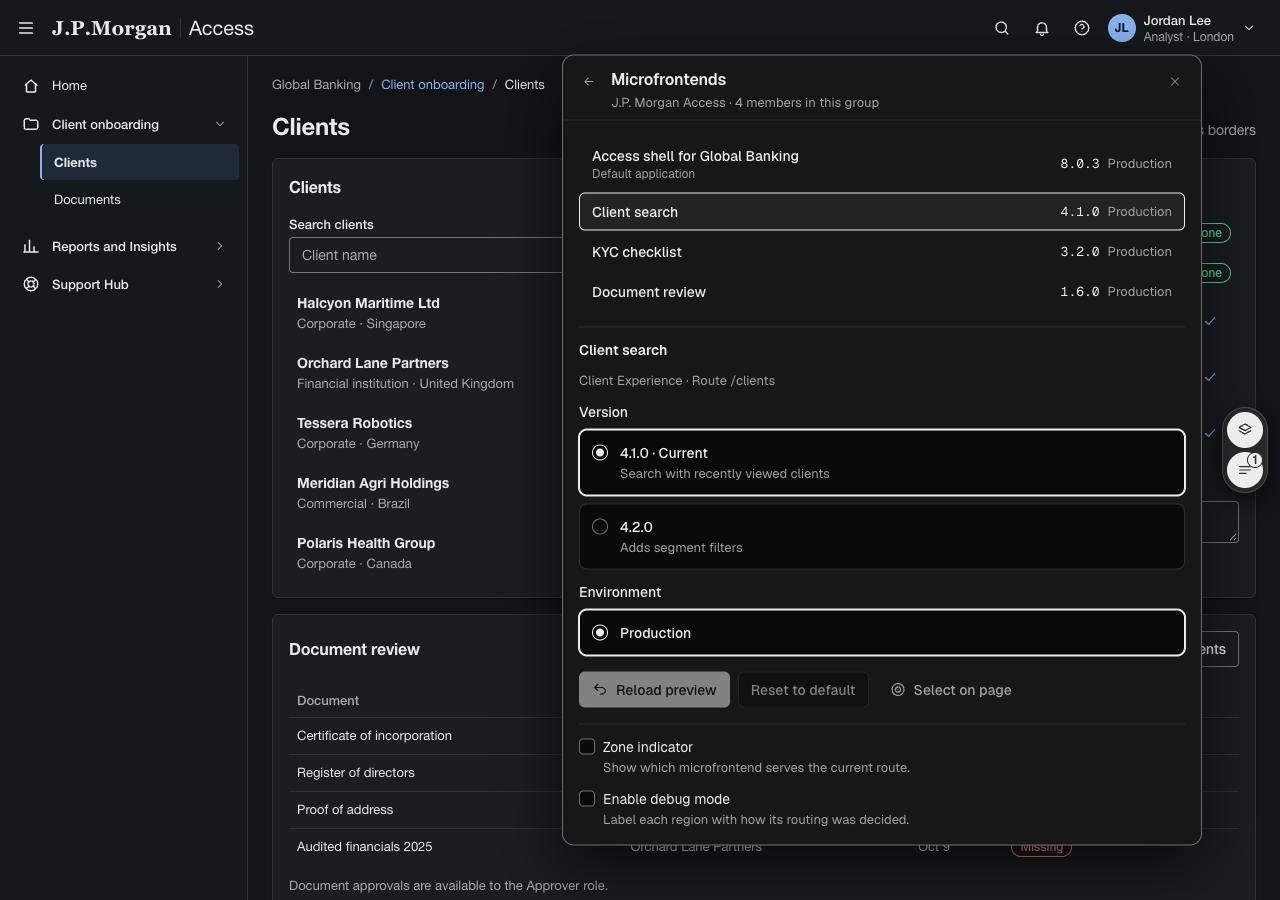 J.P.Morgan Access
JL
Jordan Lee
Analyst · London
Home
Client onboarding
Clients
Documents
Reports and Insights
Support Hub
Global Banking / Client onboarding / Clients
Clients
borders
Clients
Search clients
Client name
Halcyon Maritime Ltd
Corporate · Singapore
Orchard Lane Partners
Financial institution · United Kingdom
Tessera Robotics
Corporate · Germany
Meridian Agri Holdings
Commercial · Brazil
Polaris Health Group
Corporate · Canada
Document review
Document
Certificate of incorporation
Register of directors
Proof of address
Audited financials 2025
Orchard Lane Partners
Oct 9
Missing
Document approvals are available to the Approver role.
Microfrontends
J.P. Morgan Access · 4 members in this group
Access shell for Global Banking
Default application
8.0.3 Production
Client search 4.1.0 Production
KYC checklist 3.2.0 Production
Document review 1.6.0 Production
Client search
Client Experience · Route /clients
Version
4.1.0 · Current
Search with recently viewed clients
4.2.0
Adds segment filters
Environment
Production
Reload preview Reset to default Select on page
Zone indicator
Show which microfrontend serves the current route.
Enable debug mode
Label each region with how its routing was decided.
1